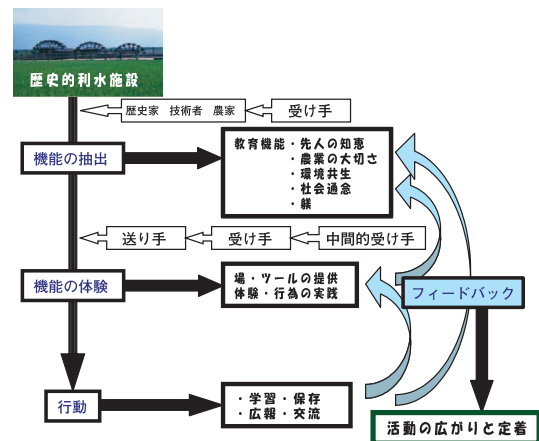 歴史的利水施設
歴史家 技術者 農家
受け手
機能の抽出
教育機能・先人の知恵
・農業の大切さ
・環境共生
・社会通念
・躾
送り手
受け手
中間的受け手
機能の体験
場・ツールの提供
体験・行為の実践
フィードバック
行動
・学習・保存
・広報・交流
活動の広がりと定着